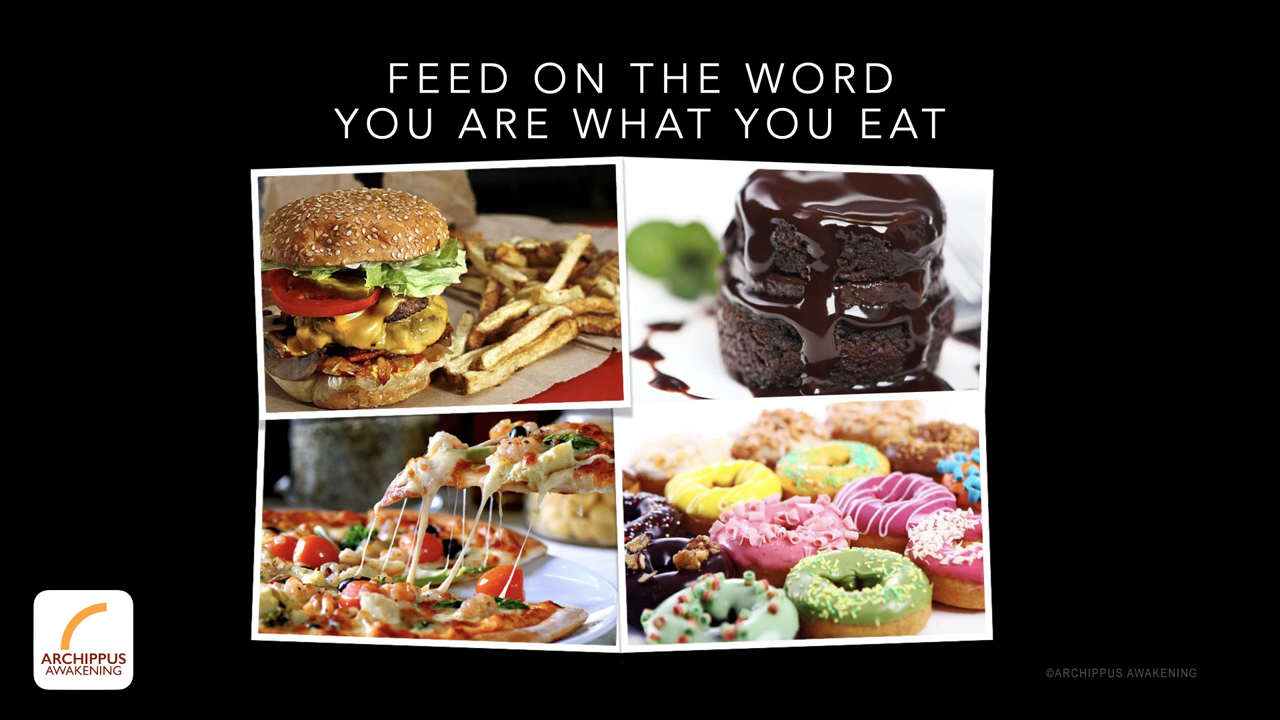 FEED ON THE WORD
YOU ARE WHAT YOU EAT
ARCHIPPUS
AWAKENING
©ARCHIPPUS AWAKENING